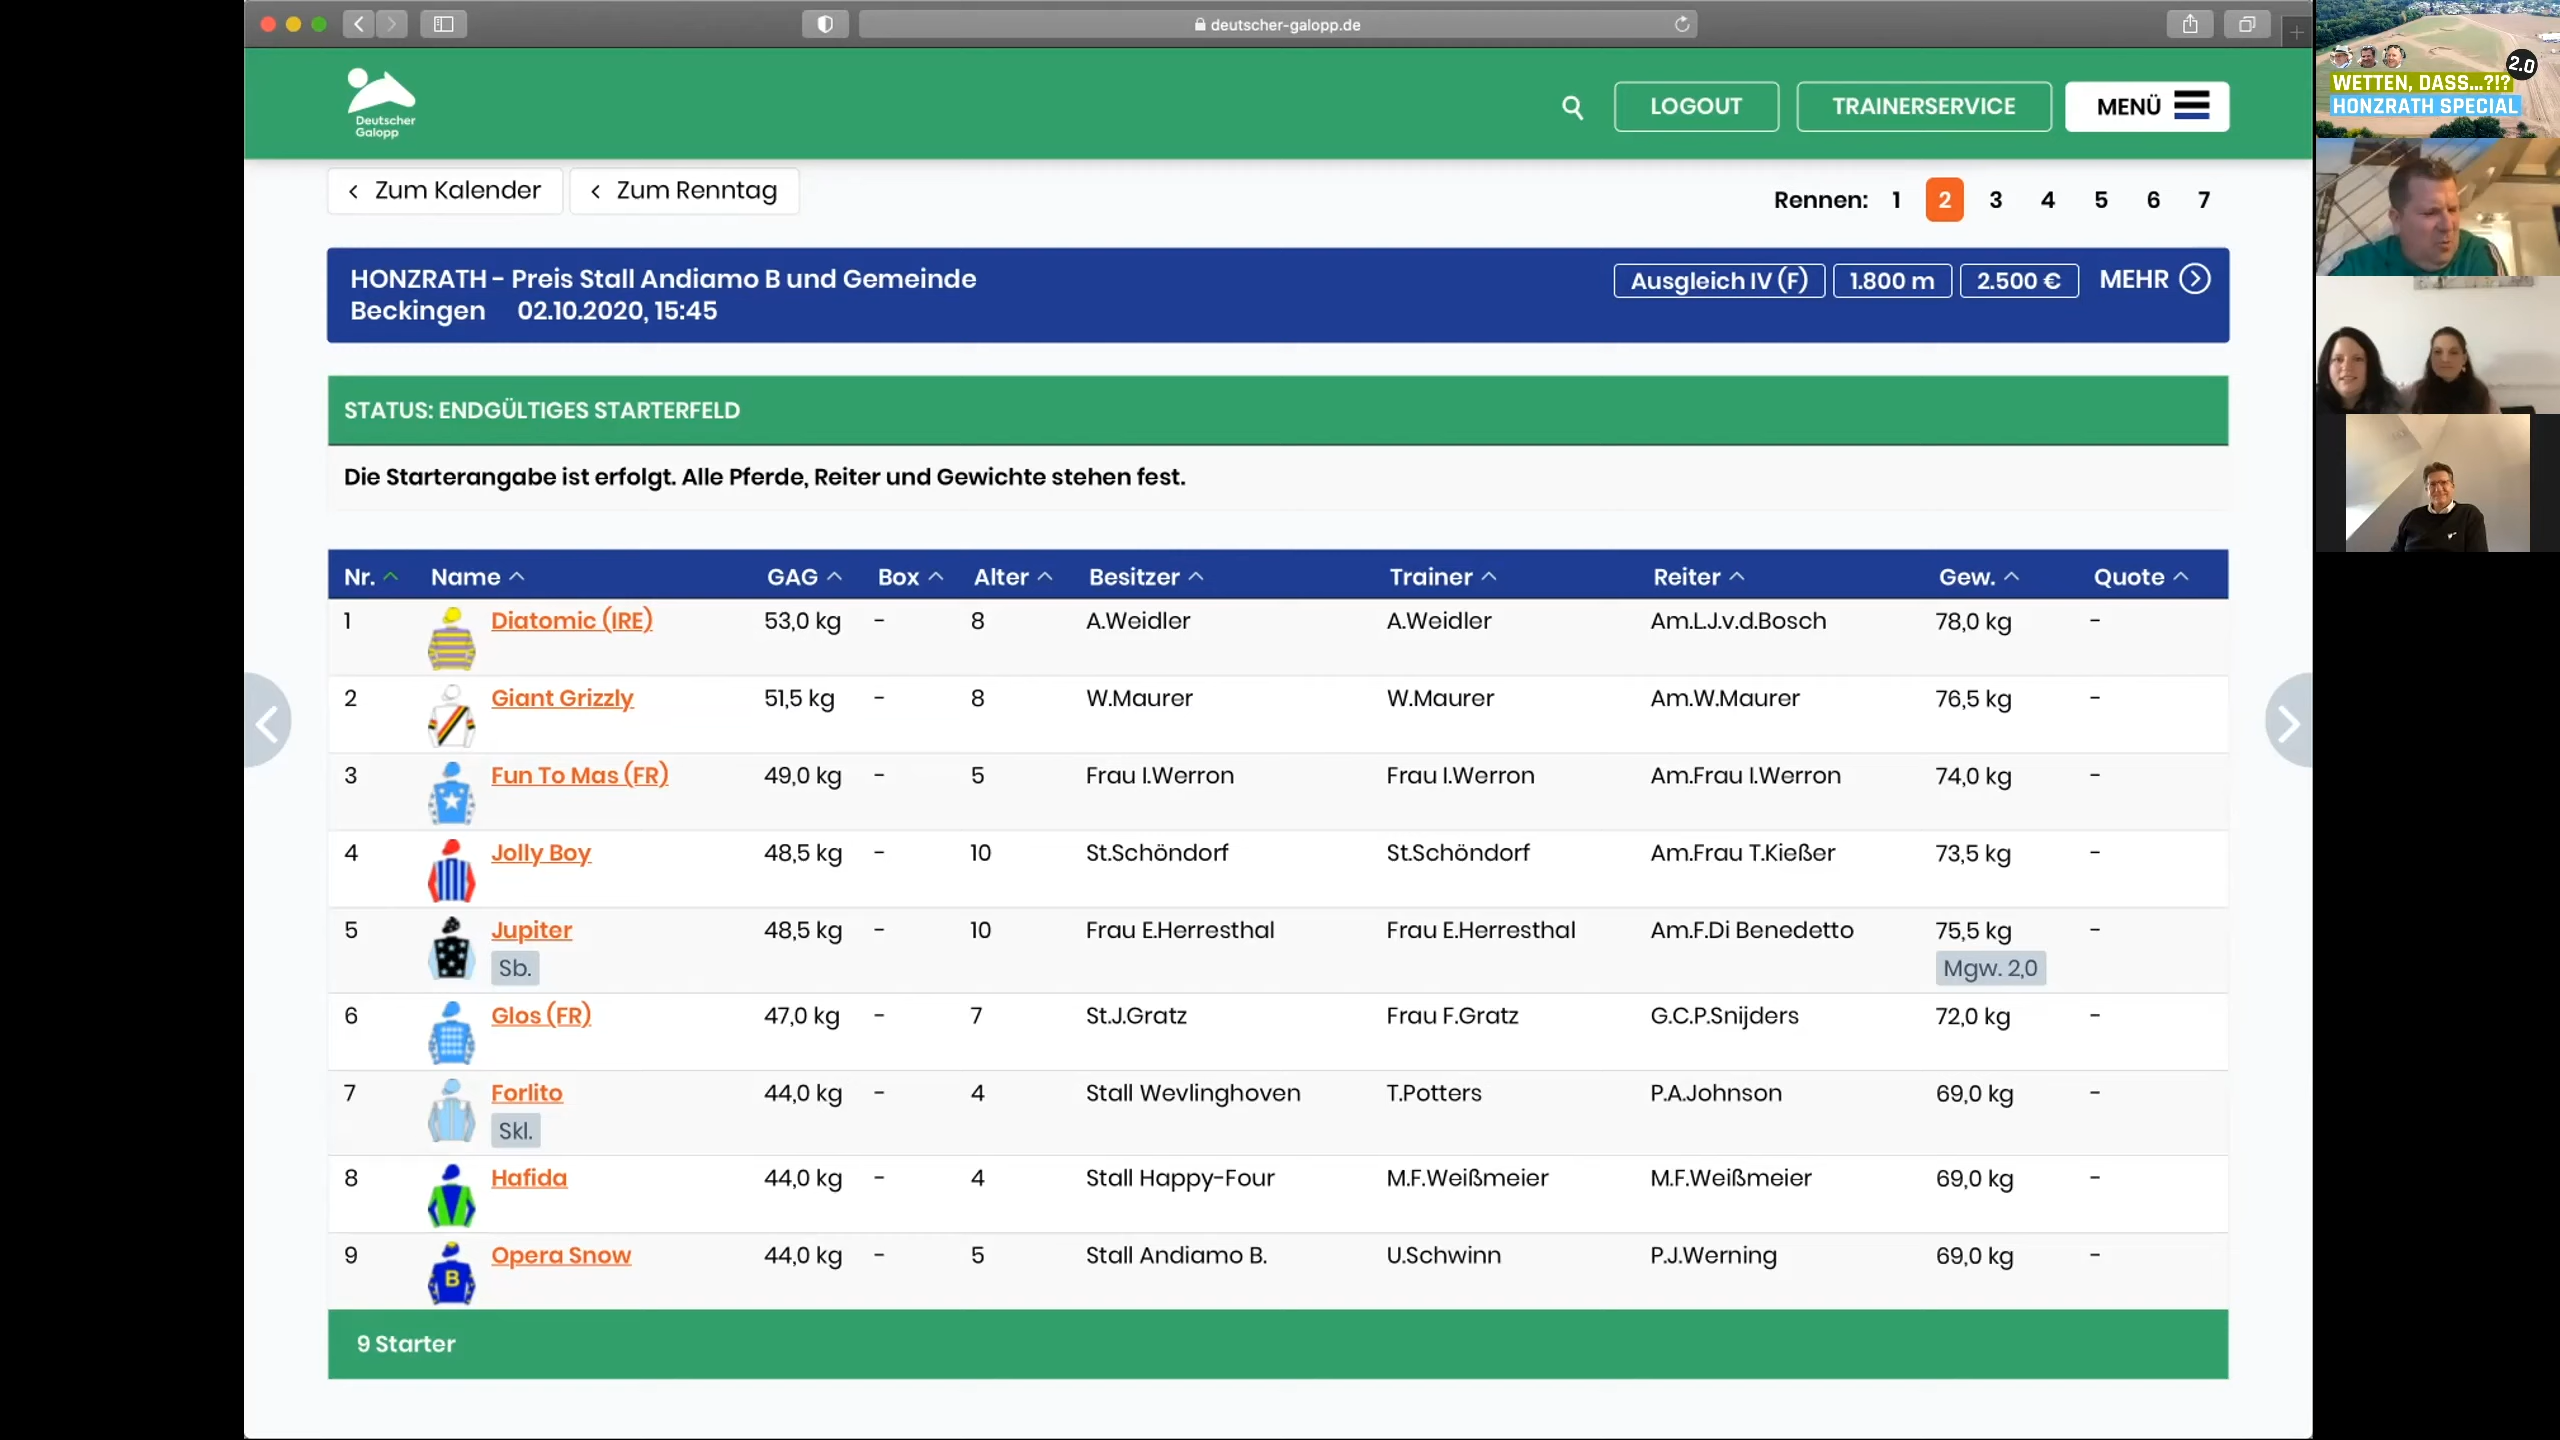 deutscher-galopp.de
Deutscher
Galopp
LOGOUT
TRAINERSERVICE
MENÜ
Zum Kalender
Zum Renntag
Rennen: 1 2 3 4 5 6 7
HONZRATH - Preis Stall Andiamo B und Gemeinde
Beckingen 02.10.2020, 15:45
Ausgleich IV (F) 1.800 m 2.500 € MEHR
STATUS: ENDGÜLTIGES STARTERFELD
Die Starterangabe ist erfolgt. Alle Pferde, Reiter und Gewichte stehen fest.
Nr. Name GAG Box Alter Besitzer Trainer Reiter Gew. Quote
1 Diatomic (IRE) 53,0 kg - 8 A.Weidler A.Weidler Am.L.J.v.d.Bosch 78,0 kg -
2 Giant Grizzly 51,5 kg - 8 W.Maurer W.Maurer Am.W.Maurer 76,5 kg -
3 Fun To Mas (FR) 49,0 kg - 5 Frau I.Werron Frau I.Werron Am.Frau I.Werron 74,0 kg -
4 Jolly Boy 48,5 kg - 10 St.Schöndorf St.Schöndorf Am.Frau T.Kießer 73,5 kg -
5 Jupiter 48,5 kg - 10 Frau E.Herresthal Frau E.Herresthal Am.F.Di Benedetto 75,5 kg -
Sb. Mgw. 2,0
6 Glos (FR) 47,0 kg - 7 St.J.Gratz Frau F.Gratz G.C.P.Snijders 72,0 kg -
7 Forlito 44,0 kg - 4 Stall Wevlinghoven T.Potters P.A.Johnson 69,0 kg -
Skl.
8 Hafida 44,0 kg - 4 Stall Happy-Four M.F.Weißmeier M.F.Weißmeier 69,0 kg -
9 Opera Snow 44,0 kg - 5 Stall Andiamo B. U.Schwinn P.J.Werning 69,0 kg -
B
9 Starter
2.0
WETTEN, DASS...?!?
HONZRATH SPECIAL